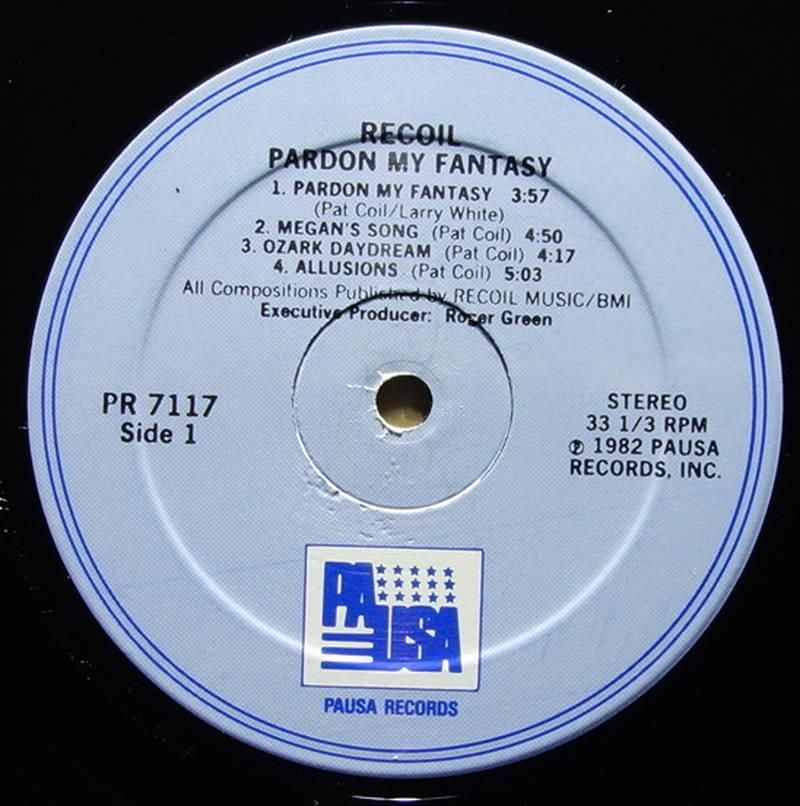 RECOIL
PARDON MY FANTASY
1. PARDON MY FANTASY 3:57
(Pat Coil/Larry White)
2. MEGAN'S SONG (Pat Coil) 4:50
3. OZARK DAYDREAM (Pat Coil) 4:17
4. ALLUSIONS (Pat Coil) 5:03
All Compositions Published by RECOIL MUSIC/BMI
Executive Producer: Roger Green
PR 7117
Side 1
STEREO
33 1/3 RPM
℗ 1982 PAUSA
RECORDS, INC.
PAUSA
PAUSA RECORDS